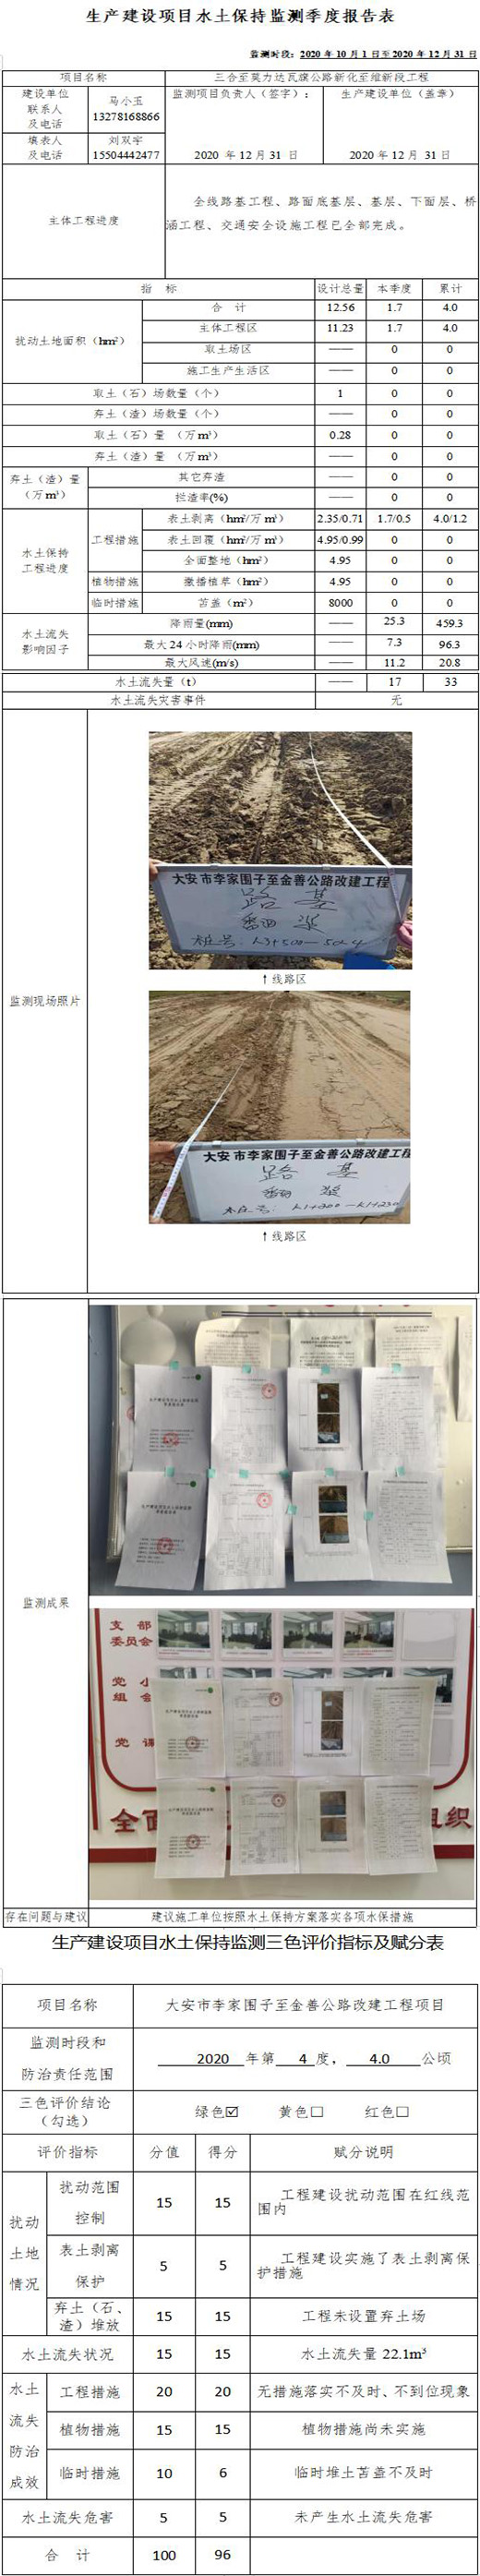 生产建设项目水土保持监测季度报告表
监测时段：2020 年 10 月 1 日至 2020 年 12 月 31 日
项目名称 三合至莫力达瓦旗公路新化至维新段工程
建设单位联系人及电话 马小玉 13278168866 监测项目负责人（签字）： 2020 年 12 月 31 日 生产建设单位（盖章） 2020 年 12 月 31 日
填表人及电话 刘双宇 15504442477
主体工程进度 全线路基工程、路面底基层、基层、下面层、桥涵工程、交通安全设施工程已全部完成。
指 标 设计总量 本季度 累计
扰动土地面积（hm²） 合 计 12.56 1.7 4.0
主体工程区 11.23 1.7 4.0
取土场区 —— 0 0
施工生产生活区 —— 0 0
取土（石）场数量（个） 1 0 0
弃土（渣）场数量（个） —— 0 0
取土（石）量 （万 m³） 0.28 0 0
弃土（渣）量 （万 m³） —— 0 0
弃土（渣）量（万 m³） 其它弃渣 —— 0 0
拦渣率(%) —— 0 0
水土保持工程进度 工程措施 表土剥离（hm²/万 m³） 2.35/0.71 1.7/0.5 4.0/1.2
表土回覆（hm²/万 m³） 4.95/0.99 0 0
全面整地（hm²） 4.95 0 0
植物措施 撒播植草（hm²） 4.95 0 0
临时措施 苫盖（m²） 8000 0 0
水土流失影响因子 降雨量(mm) —— 25.3 459.3
最大 24 小时降雨(mm) —— 7.3 96.3
最大风速(m/s) —— 11.2 20.8
水土流失量（t） —— 17 33
水土流失灾害事件 无
监测现场照片
大安市李家围子至金善公路改建工程
路 基
翻 浆
桩号：K3+500—504
↑线路区
大安市李家围子至金善公路改建工程
路 基
翻 浆
桩号：K1+200—K1+230
↑线路区
监测成果
生产建设项目水土保持监测
季度报告表
支部
委员会
党小
组会
党课
全面
组织
存在问题与建议 建议施工单位按照水土保持方案落实各项水保措施
生产建设项目水土保持监测三色评价指标及赋分表
项目名称 大安市李家围子至金善公路改建工程项目
监测时段和防治责任范围 2020 年第 4 度， 4.0 公顷
三色评价结论（勾选） 绿色☑ 黄色☐ 红色☐
评价指标 分值 得分 赋分说明
扰动土地情况 扰动范围控制 15 15 工程建设扰动范围在红线范围内
表土剥离保护 5 5 工程建设实施了表土剥离保护措施
弃土（石、渣）堆放 15 15 工程未设置弃土场
水土流失状况 15 15 水土流失量 22.1m³
水土流失防治成效 工程措施 20 20 无措施落实不及时、不到位现象
植物措施 15 15 植物措施尚未实施
临时措施 10 6 临时堆土苫盖不及时
水土流失危害 5 5 未产生水土流失危害
合 计 100 96